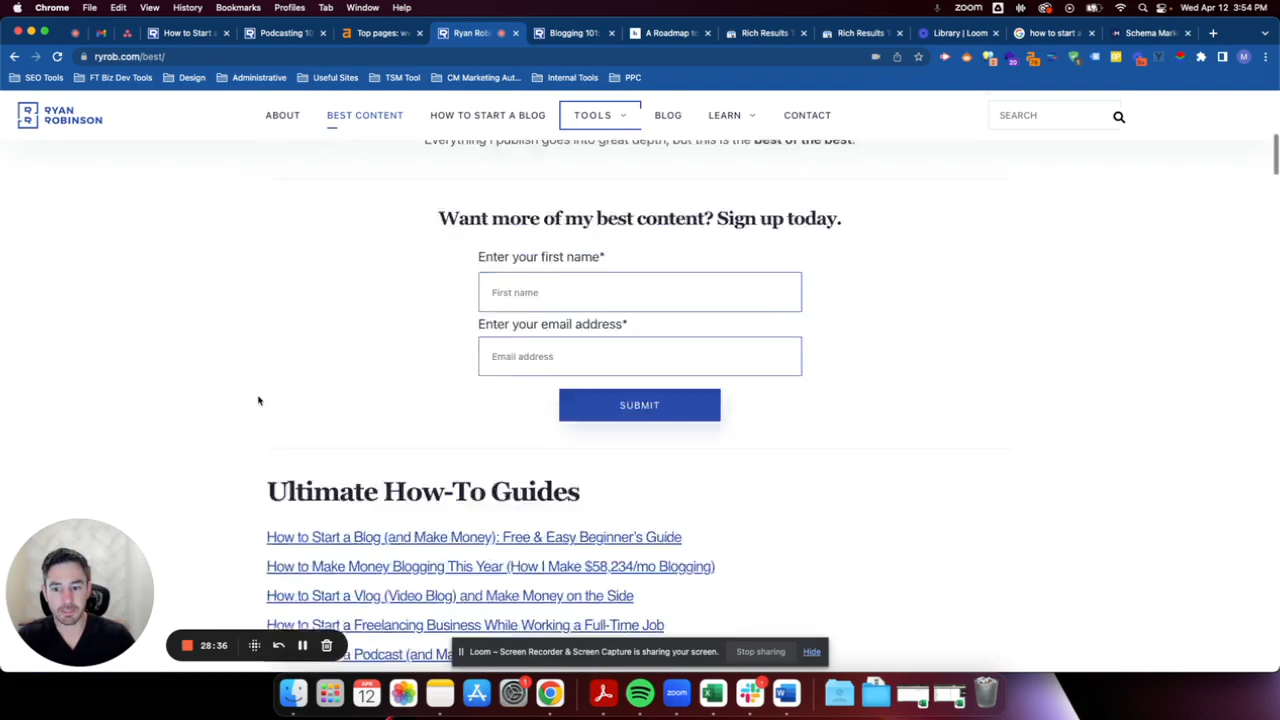 Chrome File Edit View History Bookmarks Profiles Tab Window Help zoom Wed Apr 12 3:54 PM
How to Start a Podcasting 10 Top pages: ww Ryan Rob Blogging 101: A Roadmap to Rich Results T Rich Results T Library | Loom how to start a Schema Mark
ryrob.com/best/
SEO Tools FT Biz Dev Tools Design Administrative Useful Sites TSM Tool CM Marketing Aut... Internal Tools PPC
RYAN ROBINSON
ABOUT BEST CONTENT HOW TO START A BLOG TOOLS BLOG LEARN CONTACT SEARCH
Everything I publish goes into great depth, but this is the best of the best.
Want more of my best content? Sign up today.
Enter your first name*
First name
Enter your email address*
Email address
SUBMIT
Ultimate How-To Guides
How to Start a Blog (and Make Money): Free & Easy Beginner's Guide
How to Make Money Blogging This Year (How I Make $58,234/mo Blogging)
How to Start a Vlog (Video Blog) and Make Money on the Side
How to Start a Freelancing Business While Working a Full-Time Job
a Podcast (and Ma
28:36
Loom – Screen Recorder & Screen Capture is sharing your screen. Stop sharing Hide
APR
12
zoom